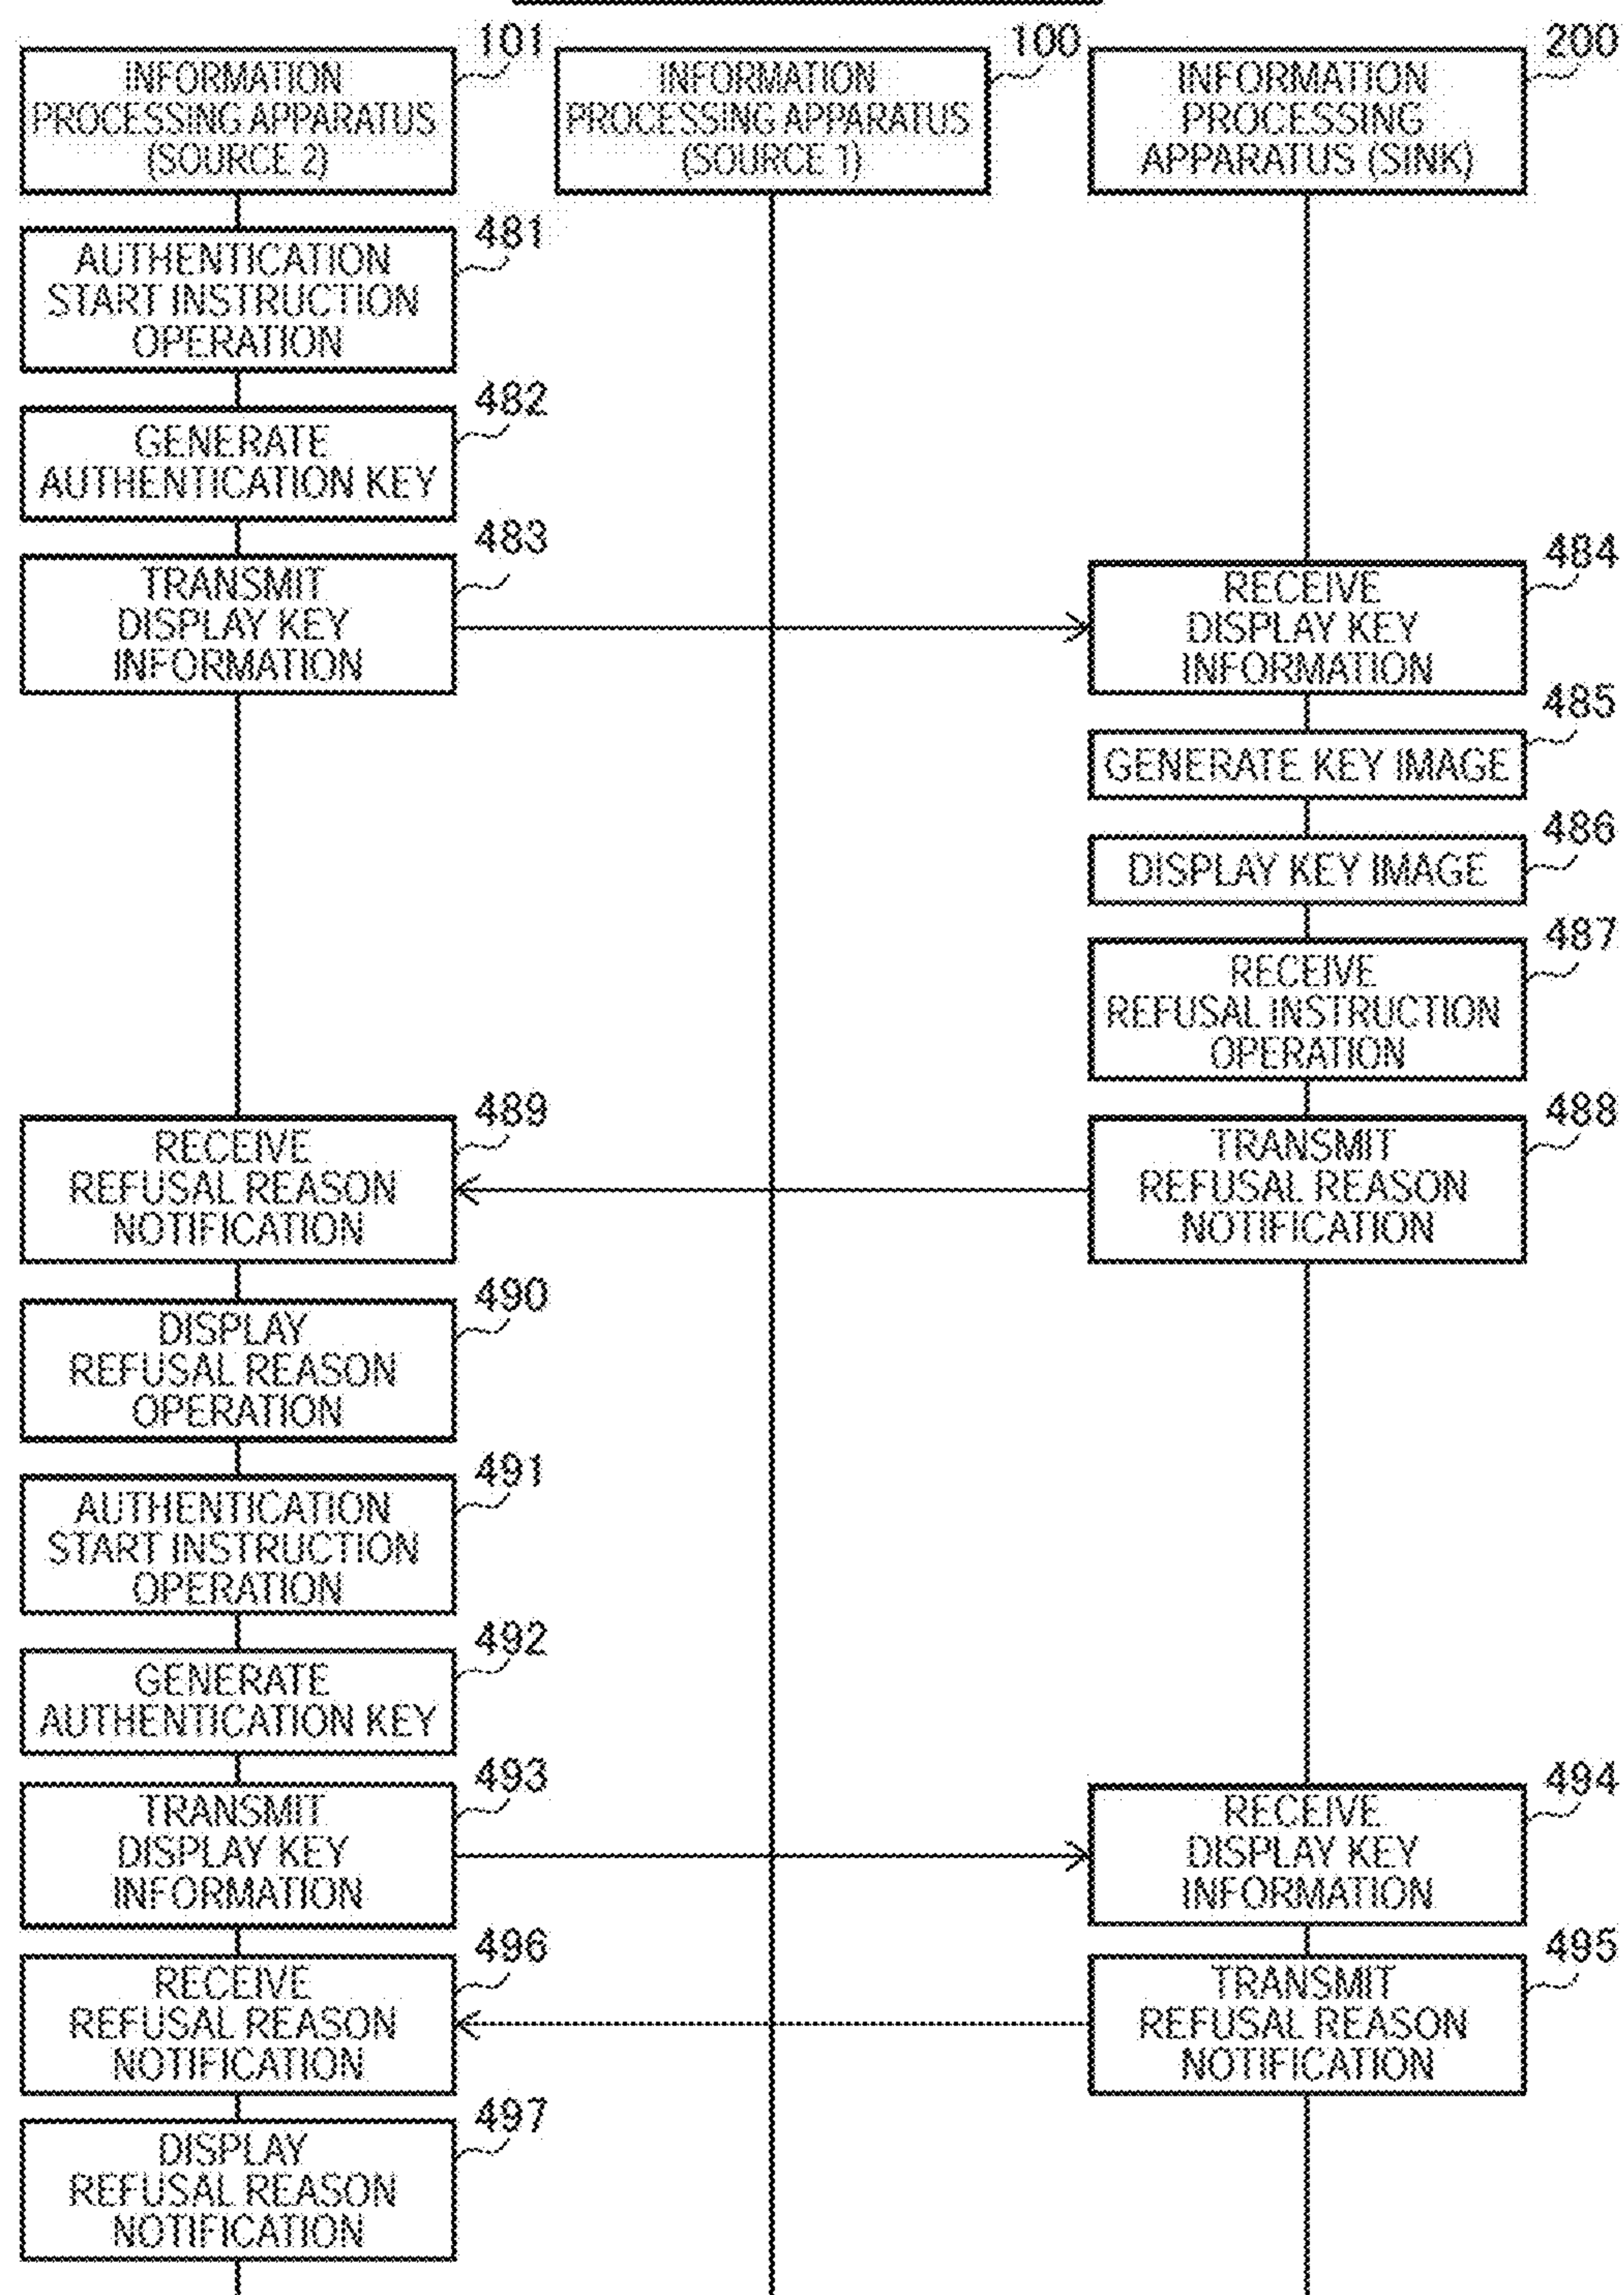 101
INFORMATION
PROCESSING APPARATUS
(SOURCE 2)
100
INFORMATION
PROCESSING APPARATUS
(SOURCE 1)
200
INFORMATION
PROCESSING
APPARATUS (SINK)
481
AUTHENTICATION
START INSTRUCTION
OPERATION
482
GENERATE
AUTHENTICATION KEY
483
TRANSMIT
DISPLAY KEY
INFORMATION
484
RECEIVE
DISPLAY KEY
INFORMATION
485
GENERATE KEY IMAGE
486
DISPLAY KEY IMAGE
487
RECEIVE
REFUSAL INSTRUCTION
OPERATION
488
TRANSMIT
REFUSAL REASON
NOTIFICATION
489
RECEIVE
REFUSAL REASON
NOTIFICATION
490
DISPLAY
REFUSAL REASON
OPERATION
491
AUTHENTICATION
START INSTRUCTION
OPERATION
492
GENERATE
AUTHENTICATION KEY
493
TRANSMIT
DISPLAY KEY
INFORMATION
494
RECEIVE
DISPLAY KEY
INFORMATION
495
TRANSMIT
REFUSAL REASON
NOTIFICATION
496
RECEIVE
REFUSAL REASON
NOTIFICATION
497
DISPLAY
REFUSAL REASON
NOTIFICATION